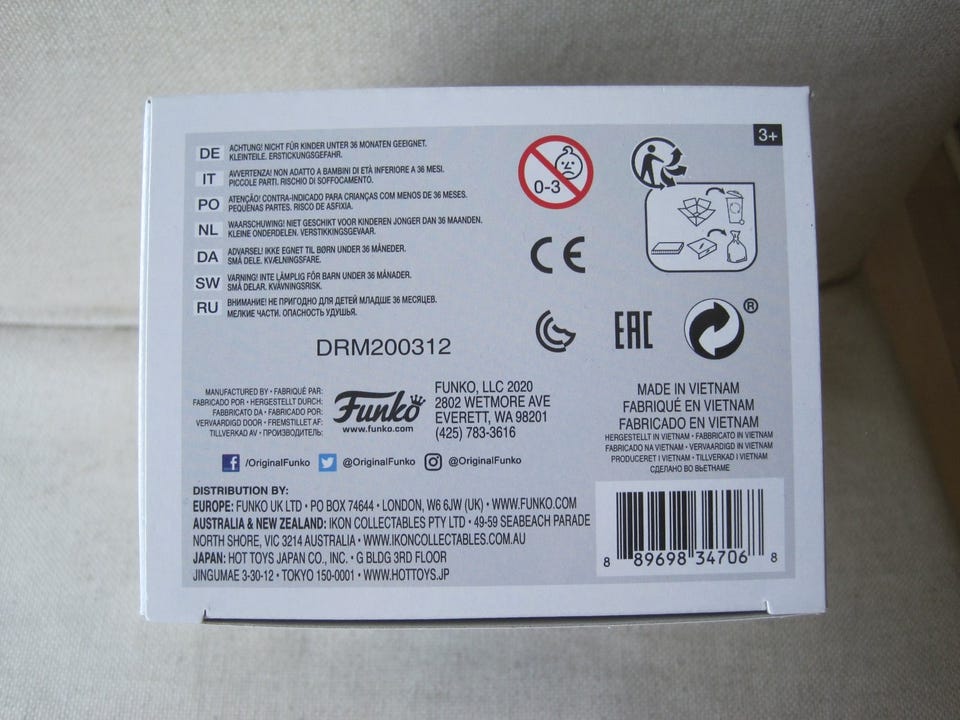 3+
DE ACHTUNG! NICHT FÜR KINDER UNTER 36 MONATEN GEEIGNET.
KLEINTEILE. ERSTICKUNGSGEFAHR.
IT AVVERTENZA! NON ADATTO A BAMBINI DI ETÀ INFERIORE A 36 MESI.
PICCOLE PARTI. RISCHIO DI SOFFOCAMENTO.
PO ATENÇÃO! CONTRA-INDICADO PARA CRIANÇAS COM MENOS DE 36 MESES.
PEQUENAS PARTES. RISCO DE ASFIXIA.
NL WAARSCHUWING! NIET GESCHIKT VOOR KINDEREN JONGER DAN 36 MAANDEN.
KLEINE ONDERDELEN. VERSTIKKINGSGEVAAR.
DA ADVARSEL! IKKE EGNET TIL BØRN UNDER 36 MÅNEDER.
SMÅ DELE. KVÆLNINGSFARE.
SW VARNING! INTE LÄMPLIG FÖR BARN UNDER 36 MÅNADER.
SMÅ DELAR. KVÄVNINGSRISK.
RU ВНИМАНИЕ! НЕ ПРИГОДНО ДЛЯ ДЕТЕЙ МЛАДШЕ 36 МЕСЯЦЕВ.
МЕЛКИЕ ЧАСТИ. ОПАСНОСТЬ УДУШЬЯ.
0-3
CE
EAC
®
DRM200312
MANUFACTURED BY • FABRIQUÉ PAR:
FABRICADO POR • HERGESTELLT DURCH:
FABBRICATO DA • FABRICADO POR:
VERVAARDIGD DOOR • FREMSTILLET AF:
TILLVERKAD AV • ПРОИЗВОДИТЕЛЬ:
Funko
www.funko.com
FUNKO, LLC 2020
2802 WETMORE AVE
EVERETT, WA 98201
(425) 783-3616
MADE IN VIETNAM
FABRIQUÉ EN VIETNAM
FABRICADO EN VIETNAM
HERGESTELLT IN VIETNAM • FABBRICATO IN VIETNAM
FABRICADO NA VIETNAM • VERVAARDIGD IN VIETNAM
PRODUCERET I VIETNAM • TILLVERKAD I VIETNAM
СДЕЛАНО ВО ВЬЕТНАМЕ
f /OriginalFunko @OriginalFunko @OriginalFunko
DISTRIBUTION BY:
EUROPE: FUNKO UK LTD • PO BOX 74644 • LONDON, W6 6JW (UK) • WWW.FUNKO.COM
AUSTRALIA & NEW ZEALAND: IKON COLLECTABLES PTY LTD • 49-59 SEABEACH PARADE
NORTH SHORE, VIC 3214 AUSTRALIA • WWW.IKONCOLLECTABLES.COM.AU
JAPAN: HOT TOYS JAPAN CO., INC. • G BLDG 3RD FLOOR
JINGUMAE 3-30-12 • TOKYO 150-0001 • WWW.HOTTOYS.JP
8 89698 34706 8